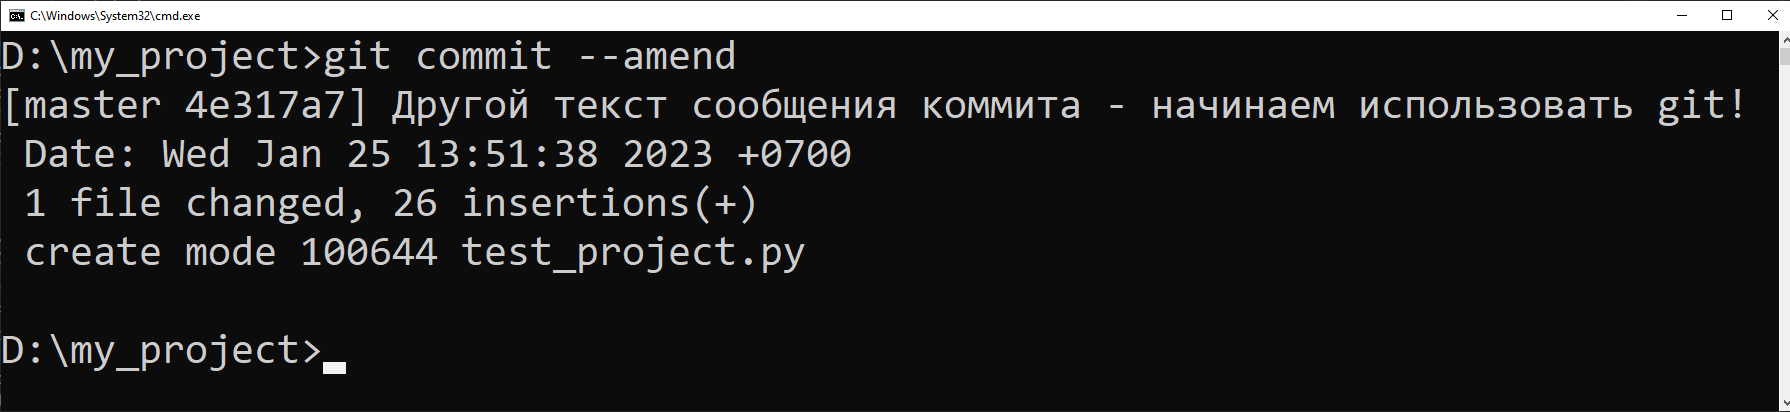 C:\Windows\System32\cmd.exe
D:\my_project>git commit --amend
[master 4e317a7] Другой текст сообщения коммита - начинаем использовать git!
Date: Wed Jan 25 13:51:38 2023 +0700
1 file changed, 26 insertions(+)
create mode 100644 test_project.py
D:\my_project>